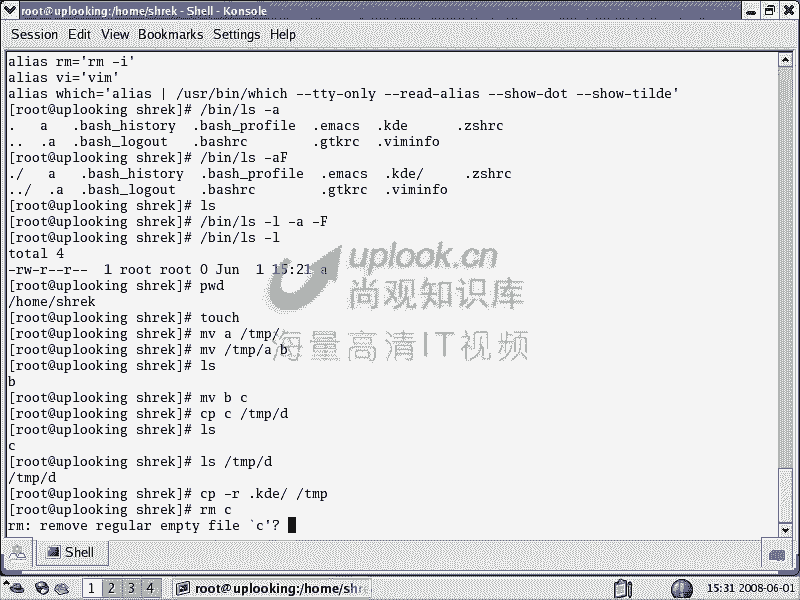 root@uplooking:/home/shrek - Shell - Konsole
Session Edit View Bookmarks Settings Help
alias rm='rm -i'
alias vi='vim'
alias which='alias | /usr/bin/which --tty-only --read-alias --show-dot --show-tilde'
[root@uplooking shrek]# /bin/ls -a
.   a   .bash_history  .bash_profile  .emacs  .kde      .zshrc
..  .a  .bash_logout   .bashrc        .gtkrc  .viminfo
[root@uplooking shrek]# /bin/ls -aF
./   a   .bash_history  .bash_profile  .emacs  .kde/     .zshrc
../  .a  .bash_logout   .bashrc        .gtkrc  .viminfo
[root@uplooking shrek]# ls
[root@uplooking shrek]# /bin/ls -l -a -F
[root@uplooking shrek]# /bin/ls -l
total 4
-rw-r--r--  1 root root 0 Jun  1 15:21 a
[root@uplooking shrek]# pwd
/home/shrek
[root@uplooking shrek]# touch
[root@uplooking shrek]# mv a /tmp/
[root@uplooking shrek]# mv /tmp/a b
[root@uplooking shrek]# ls
b
[root@uplooking shrek]# mv b c
[root@uplooking shrek]# cp c /tmp/d
[root@uplooking shrek]# ls
c
[root@uplooking shrek]# ls /tmp/d
/tmp/d
[root@uplooking shrek]# cp -r .kde/ /tmp
[root@uplooking shrek]# rm c
rm: remove regular empty file `c'?
uplook.cn
尚观知识库
海量高清IT视频
Shell
1 2 3 4
root@uplooking:/home/shre
15:31 2008-06-01